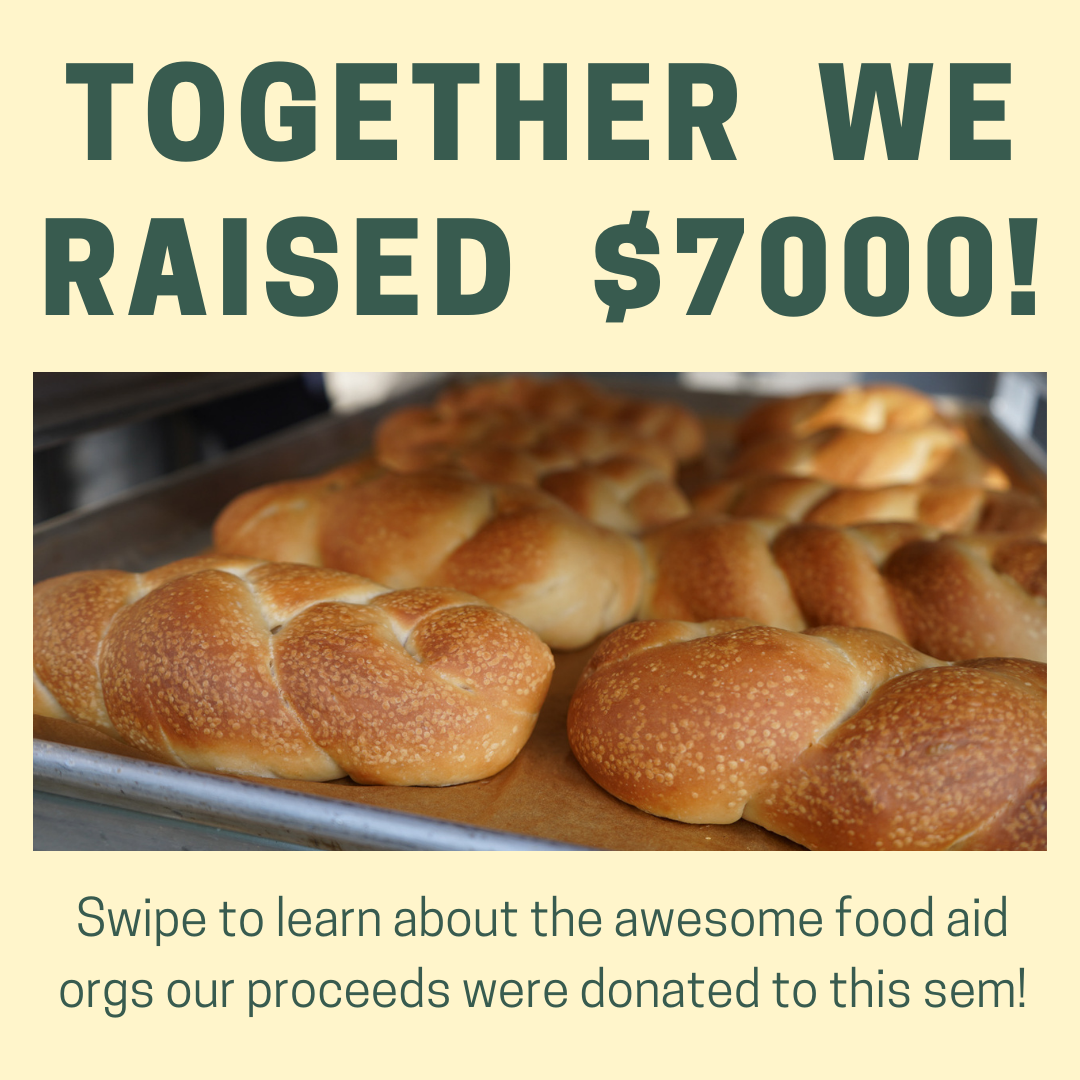 TOGETHER WE
RAISED $7000!
Swipe to learn about the awesome food aid
orgs our proceeds were donated to this sem!